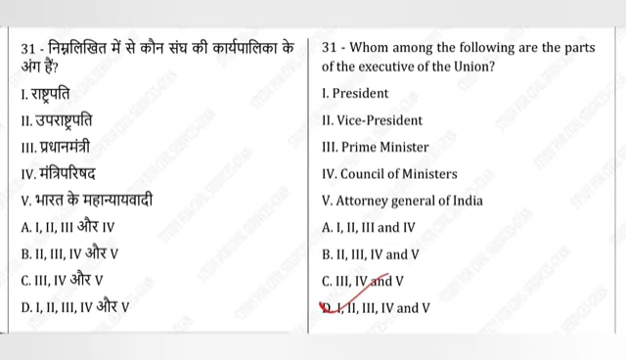 31 - निम्नलिखित में से कौन संघ की कार्यपालिका के
अंग हैं?
I. राष्ट्रपति
II. उपराष्ट्रपति
III. प्रधानमंत्री
IV. मंत्रिपरिषद
V. भारत के महान्यायवादी
A. I, II, III और IV
B. II, III, IV और V
C. III, IV और V
D. I, II, III, IV और V
31 - Whom among the following are the parts
of the executive of the Union?
I. President
II. Vice-President
III. Prime Minister
IV. Council of Ministers
V. Attorney general of India
A. I, II, III and IV
B. II, III, IV and V
C. III, IV and V
D. I, II, III, IV and V